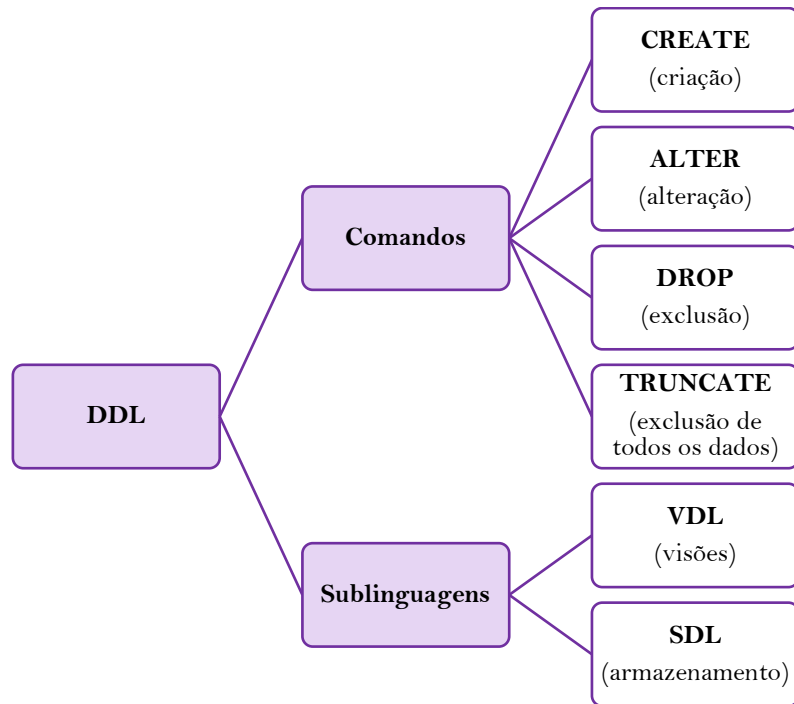 DDL
Comandos
CREATE
(criação)
ALTER
(alteração)
DROP
(exclusão)
TRUNCATE
(exclusão de
todos os dados)
Sublinguagens
VDL
(visões)
SDL
(armazenamento)